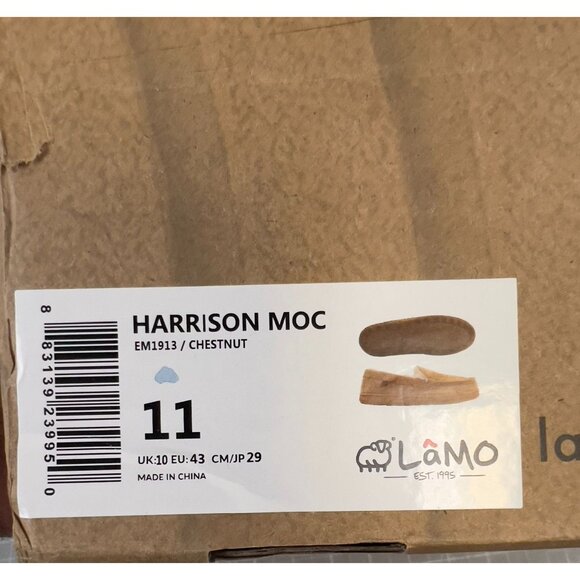 HARRISON MOC
EM1913 / CHESTNUT
11
UK:10 EU: 43 CM/JP 29
MADE IN CHINA
8 83139 23995 0
LâMO
EST. 1995
la